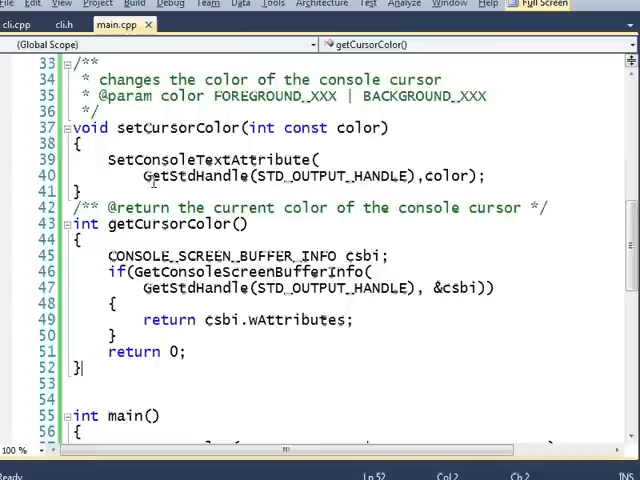 File Edit View Project Build Debug Team Data Tools Architecture Test Analyze Window Help Full Screen
cli.cpp cli.h main.cpp
(Global Scope) getCursorColor()
33 /**
34 * changes the color of the console cursor
35 * @param color FOREGROUND_XXX | BACKGROUND_XXX
36 */
37 void setCursorColor(int const color)
38 {
39 SetConsoleTextAttribute(
40 GetStdHandle(STD_OUTPUT_HANDLE),color);
41 }
42 /** @return the current color of the console cursor */
43 int getCursorColor()
44 {
45 CONSOLE_SCREEN_BUFFER_INFO csbi;
46 if(GetConsoleScreenBufferInfo(
47 GetStdHandle(STD_OUTPUT_HANDLE), &csbi))
48 {
49 return csbi.wAttributes;
50 }
51 return 0;
52 }
53
54
55 int main()
56 {
100 %
Ready Ln 52 Col 2 Ch 2 INS